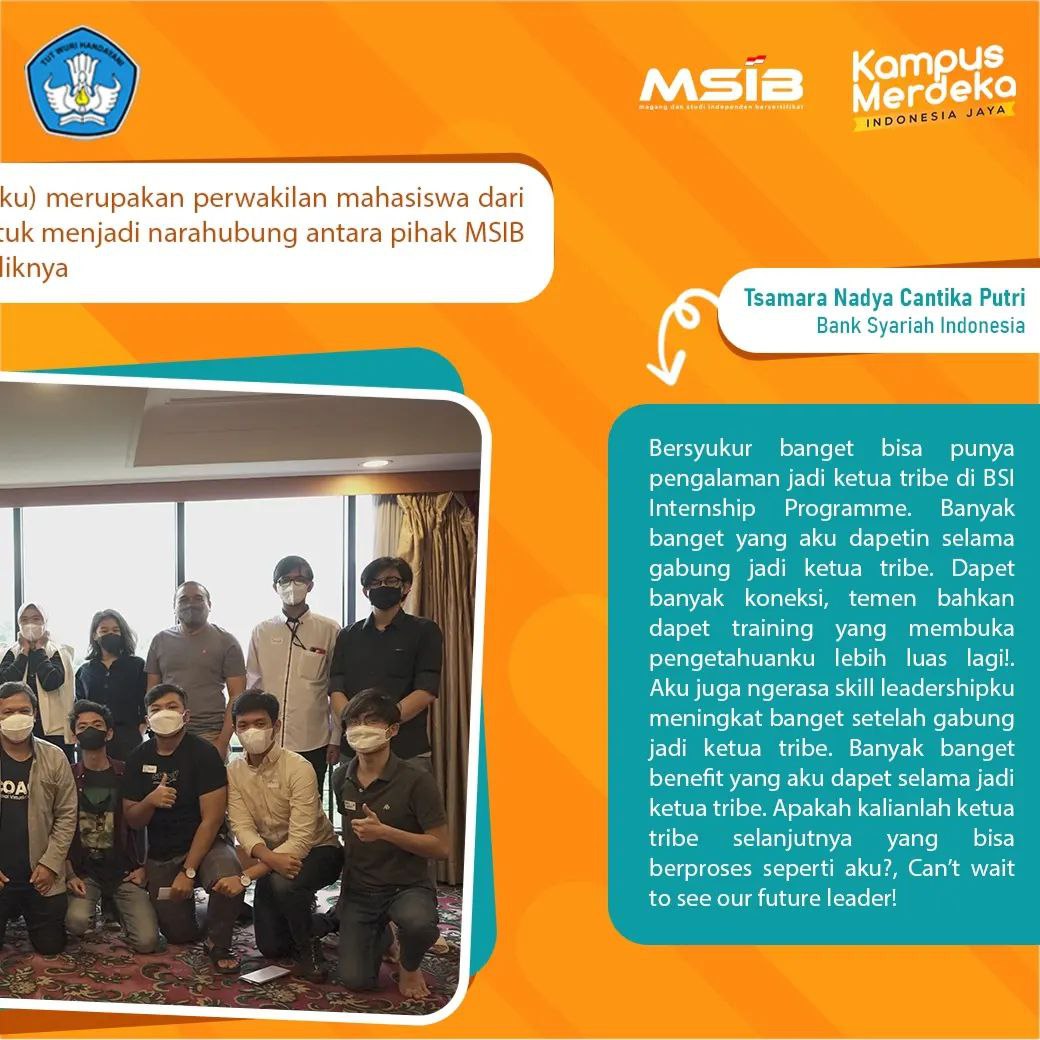 TUT WURI HANDAYANI
MSIB
Magang dan studi independen bersertifikat
Kampus
Merdeka
INDONESIA JAYA
ku) merupakan perwakilan mahasiswa dari
tuk menjadi narahubung antara pihak MSIB
liknya
Tsamara Nadya Cantika Putri
Bank Syariah Indonesia
Bersyukur banget bisa punya
pengalaman jadi ketua tribe di BSI
Internship Programme. Banyak
banget yang aku dapetin selama
gabung jadi ketua tribe. Dapet
banyak koneksi, temen bahkan
dapet training yang membuka
pengetahuanku lebih luas lagi!.
Aku juga ngerasa skill leadershipku
meningkat banget setelah gabung
jadi ketua tribe. Banyak banget
benefit yang aku dapet selama jadi
ketua tribe. Apakah kalianlah ketua
tribe selanjutnya yang bisa
berproses seperti aku?, Can't wait
to see our future leader!